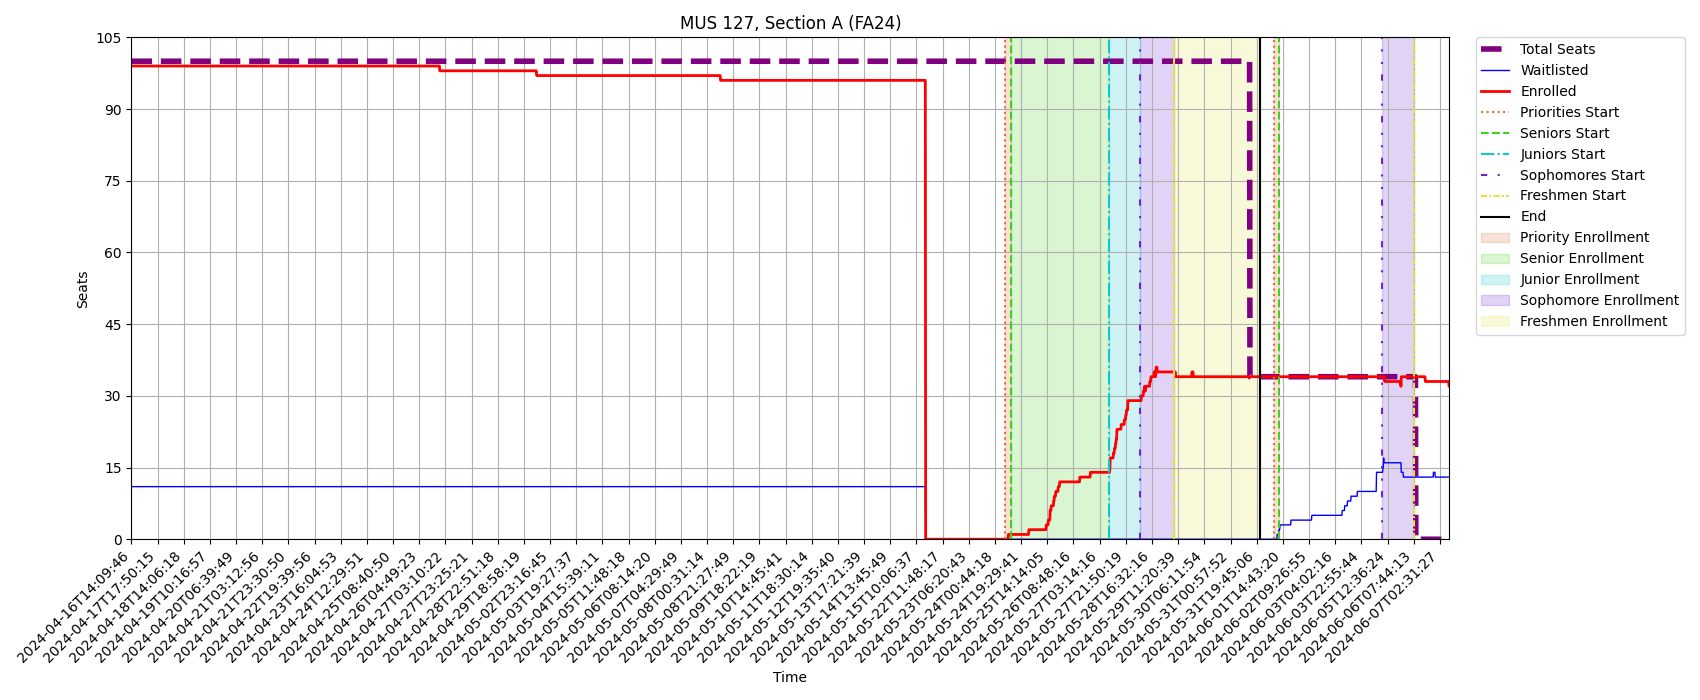 MUS 127, Section A (FA24)
105
90
75
60
45
30
15
0
Seats
2024-04-16T14:09:46
2024-04-17T17:50:15
2024-04-18T14:06:18
2024-04-19T10:16:57
2024-04-20T06:39:49
2024-04-21T03:12:56
2024-04-21T23:30:50
2024-04-22T19:39:56
2024-04-23T16:04:53
2024-04-24T12:29:51
2024-04-25T08:40:50
2024-04-26T04:49:23
2024-04-27T03:10:22
2024-04-27T23:25:21
2024-04-28T22:51:18
2024-04-29T18:58:19
2024-05-02T23:16:45
2024-05-03T19:27:37
2024-05-04T15:39:11
2024-05-05T11:48:18
2024-05-06T08:14:20
2024-05-07T04:29:49
2024-05-08T00:31:14
2024-05-08T21:27:49
2024-05-09T18:22:19
2024-05-10T14:45:41
2024-05-11T18:30:14
2024-05-12T19:35:40
2024-05-13T17:21:39
2024-05-14T13:45:49
2024-05-15T10:06:37
2024-05-22T11:48:17
2024-05-23T06:20:43
2024-05-24T00:44:18
2024-05-24T19:29:41
2024-05-25T14:14:05
2024-05-26T08:48:16
2024-05-27T03:14:16
2024-05-27T21:50:19
2024-05-28T16:32:16
2024-05-29T11:20:39
2024-05-30T06:11:54
2024-05-31T00:57:52
2024-05-31T19:45:06
2024-06-01T14:43:20
2024-06-02T09:26:55
2024-06-03T04:02:16
2024-06-03T22:55:44
2024-06-05T12:36:24
2024-06-06T07:44:13
2024-06-07T02:31:27
Time
Total Seats
Waitlisted
Enrolled
Priorities Start
Seniors Start
Juniors Start
Sophomores Start
Freshmen Start
End
Priority Enrollment
Senior Enrollment
Junior Enrollment
Sophomore Enrollment
Freshmen Enrollment